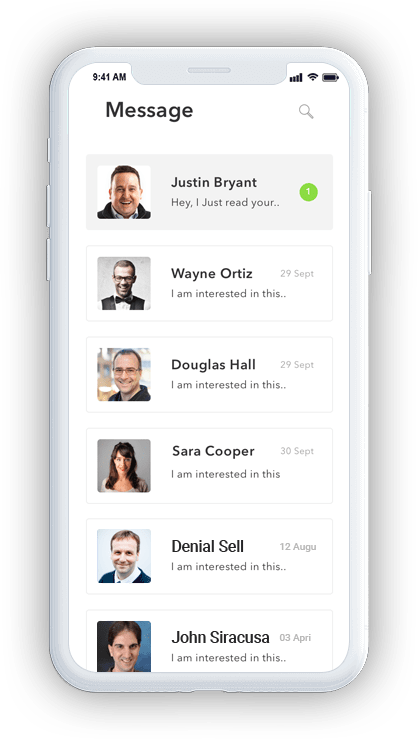 9:41 AM
Message
Justin Bryant
Hey, I Just read your..
1
Wayne Ortiz
29 Sept
I am interested in this..
Douglas Hall
29 Sept
I am interested in this..
Sara Cooper
30 Sept
I am interested in this
Denial Sell
12 Augu
I am interested in this..
John Siracusa
03 Apri
I am interested in this..